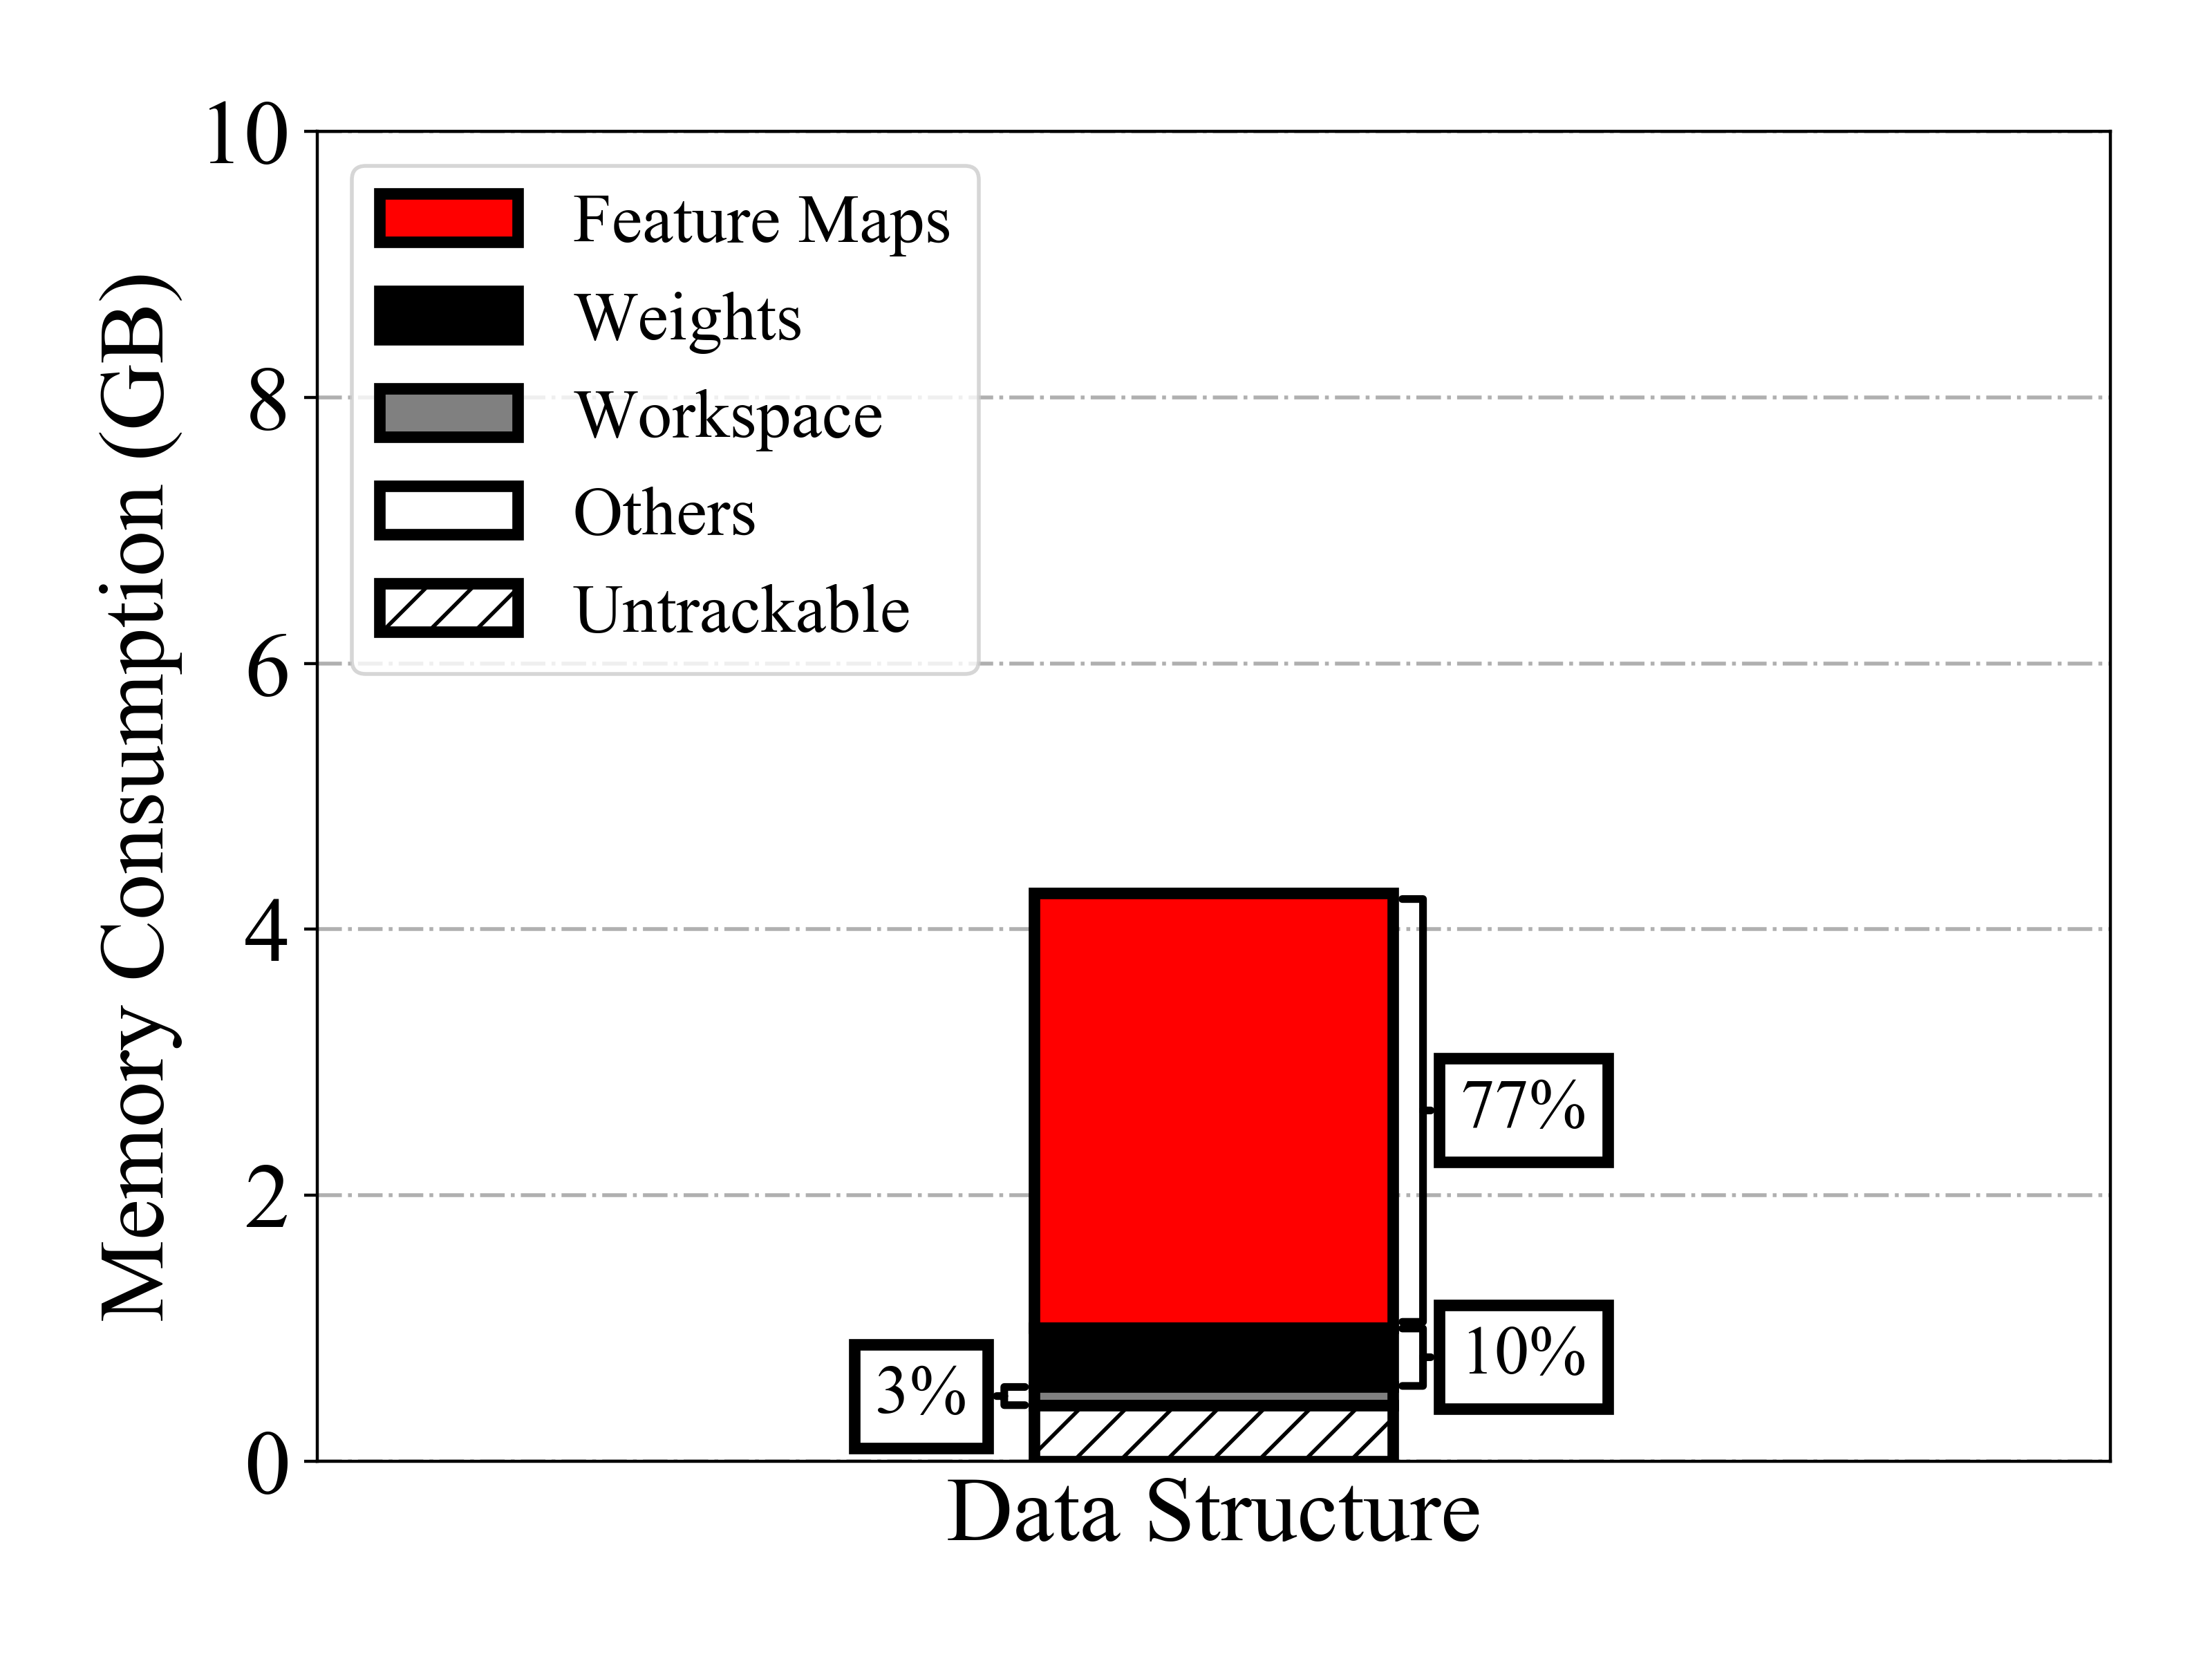 Memory Consumption (GB)
10
8
6
4
2
0
Feature Maps
Weights
Workspace
Others
Untrackable
77%
10%
3%
Data Structure